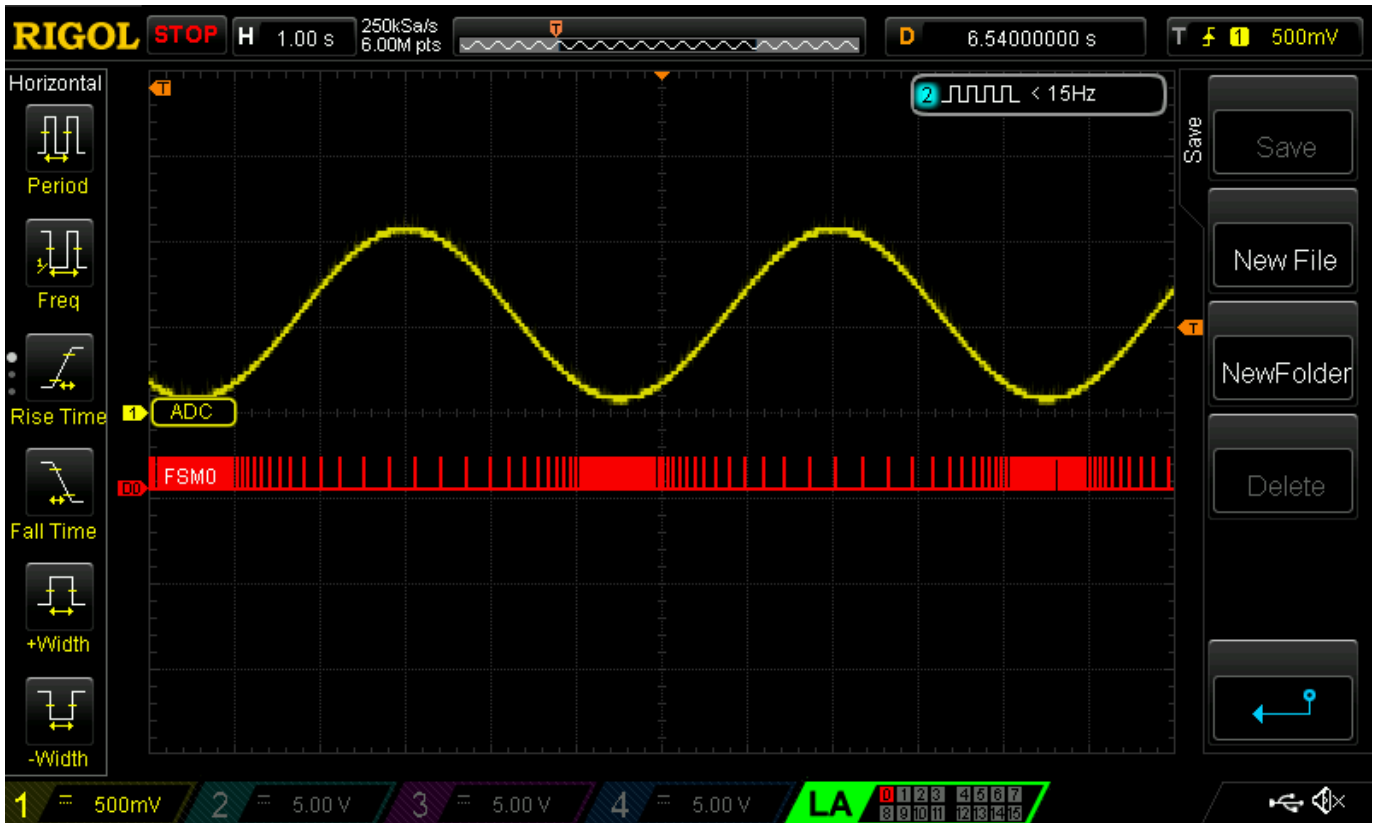 RIGOL STOP H 1.00 s 250kSa/s D 6.54000000 s T 1 500mV
6.00M pts
T
Horizontal
T
2 < 15Hz
Save
Save
Period
New File
Freq
T
NewFolder
Rise Time
1 ADC
D0 FSM0
Delete
Fall Time
+Width
-Width
1 500mV 2 5.00 V 3 5.00 V 4 5.00 V LA 0 1 2 3 4 5 6 7
8 9 10 11 12 13 14 15